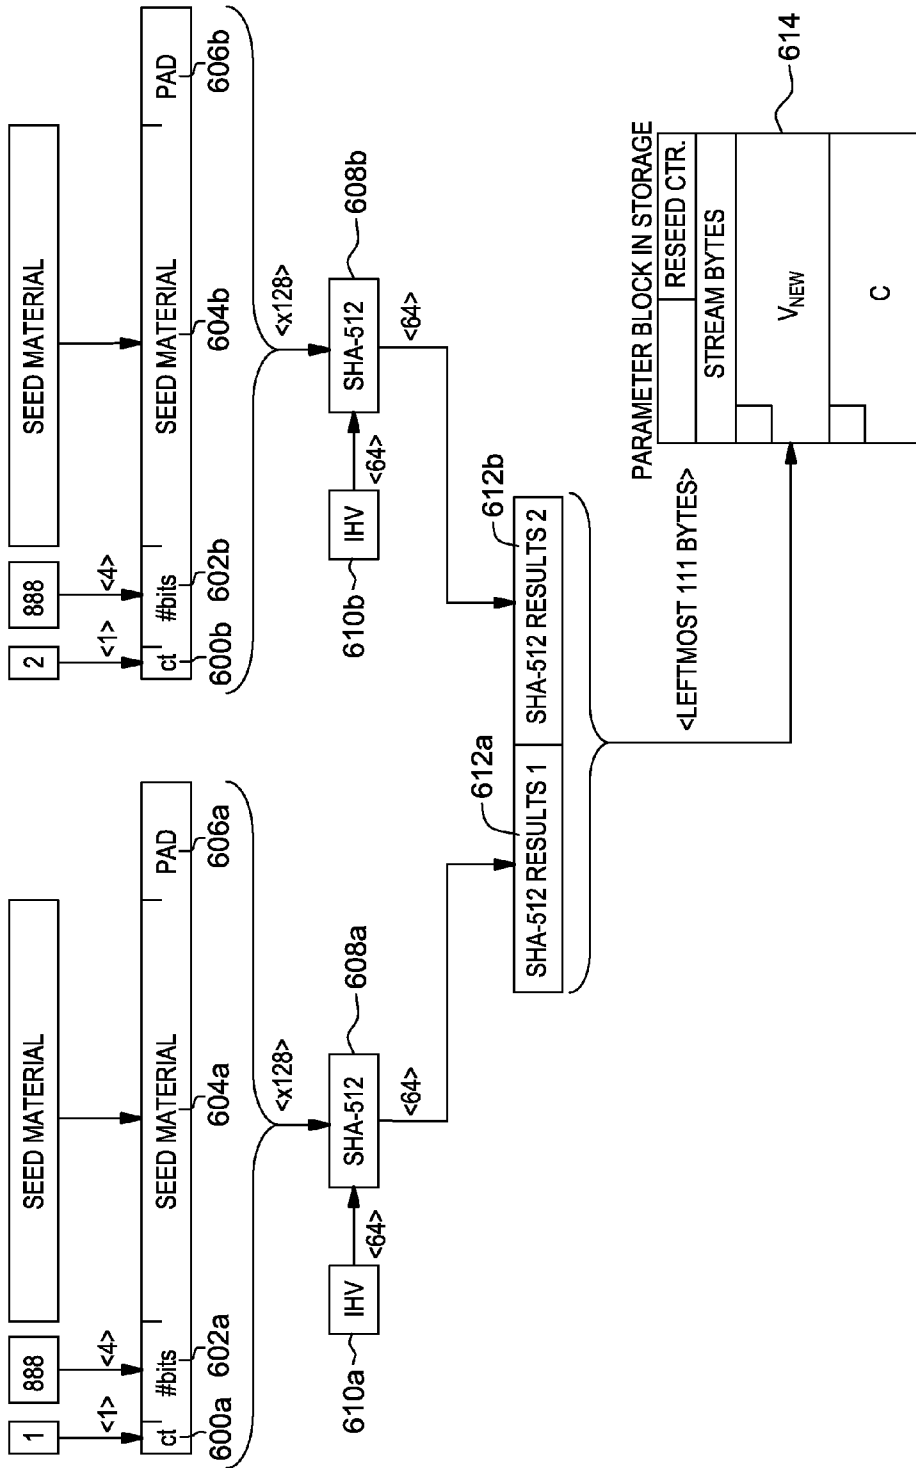 1
888
SEED MATERIAL
2
888
SEED MATERIAL
<1>
<4>
<1>
<4>
ct
#bits
SEED MATERIAL
PAD
ct
#bits
SEED MATERIAL
PAD
600a
602a
604a
606a
600b
602b
604b
606b
<x128>
<x128>
IHV
SHA-512
608a
IHV
SHA-512
608b
610a
<64>
<64>
610b
<64>
<64>
612a
612b
SHA-512 RESULTS 1
SHA-512 RESULTS 2
<LEFTMOST 111 BYTES>
PARAMETER BLOCK IN STORAGE
RESEED CTR.
STREAM BYTES
VNEW
614
C